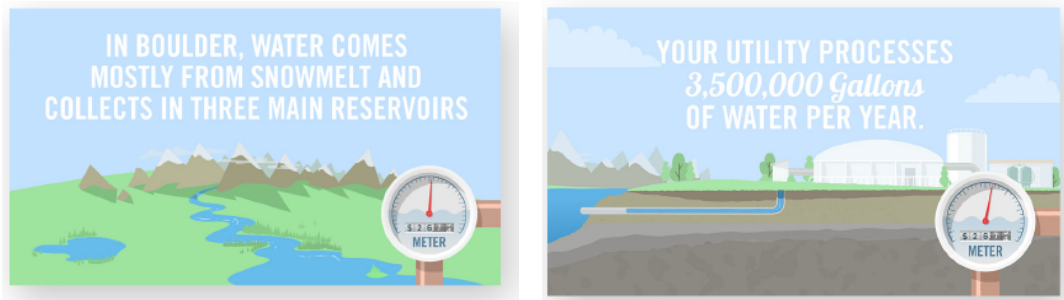 IN BOULDER, WATER COMES
MOSTLY FROM SNOWMELT AND
COLLECTS IN THREE MAIN RESERVOIRS
METER
YOUR UTILITY PROCESSES
3,500,000 Gallons
OF WATER PER YEAR.
METER